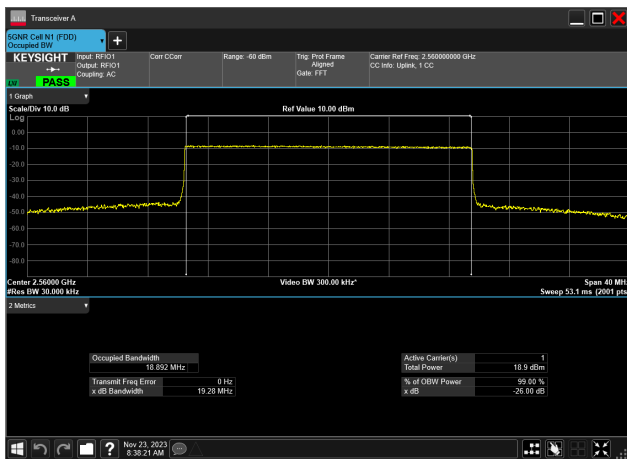 Transceiver A
5GNR Cell N1 (FDD)
Occupied BW
+
KEYSIGHT
Input: RFIO1
Output: RFIO1
Coupling: AC
Corr CCorr
Range: -60 dBm
Trig: Prot Frame
Aligned
Gate: FFT
Carrier Ref Freq: 2.560000000 GHz
CC Info: Uplink, 1 CC
LV
PASS
1 Graph
Scale/Div 10.0 dB
Ref Value 10.00 dBm
Log
0.00
-10.0
-20.0
-30.0
-40.0
-50.0
-60.0
-70.0
-80.0
Center 2.56000 GHz
Video BW 300.00 kHz*
Span 40 MHz
#Res BW 30.000 kHz
Sweep 53.1 ms (2001 pts
2 Metrics
Occupied Bandwidth
18.892 MHz
Transmit Freq Error 0 Hz
x dB Bandwidth 19.28 MHz
Active Carrier(s) 1
Total Power 18.9 dBm
% of OBW Power 99.00 %
x dB -26.00 dB
?
Nov 23, 2023
8:38:21 AM